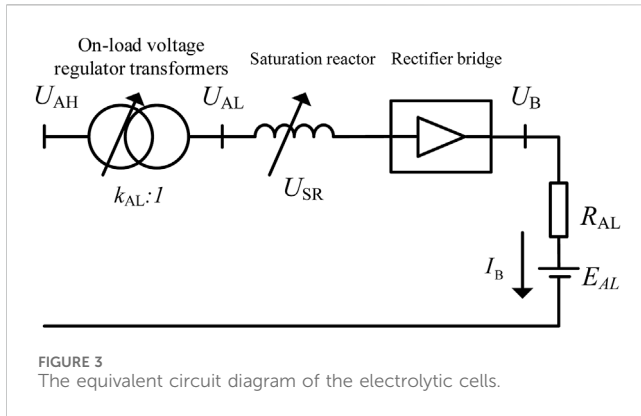 On-load voltage
regulator transformers
Saturation reactor
Rectifier bridge
U_AH
U_AL
U_B
k_AL:1
U_SR
R_AL
I_B
E_AL
FIGURE 3
The equivalent circuit diagram of the electrolytic cells.